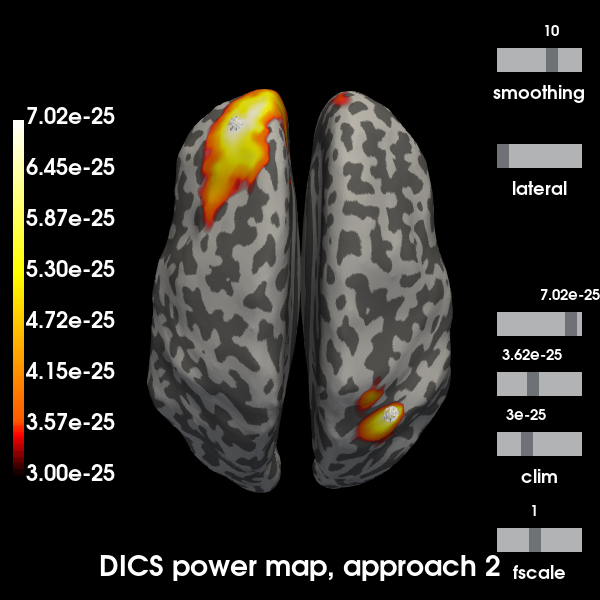 10
smoothing
lateral
7.02e-25
6.45e-25
5.87e-25
5.30e-25
4.72e-25
4.15e-25
3.57e-25
3.00e-25
7.02e-25
3.62e-25
3e-25
clim
1
fscale
DICS power map, approach 2